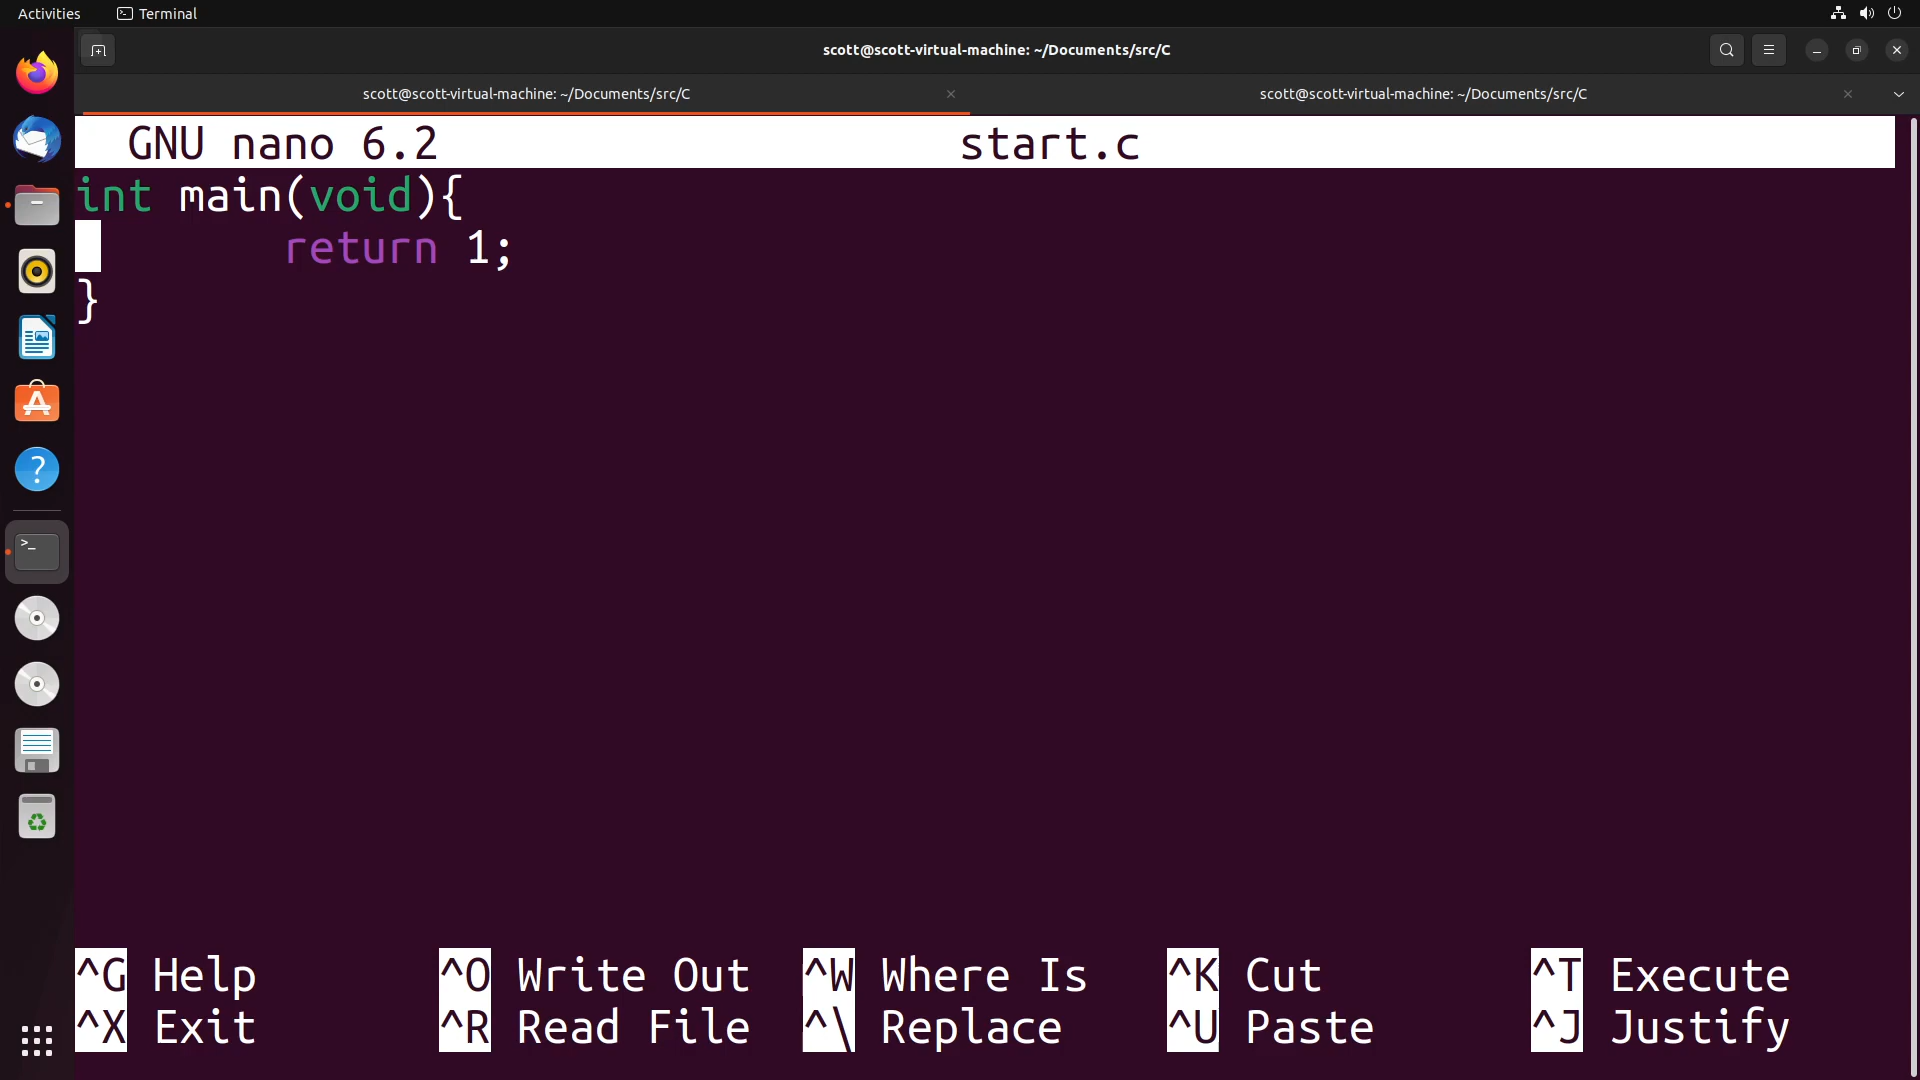 Activities
Terminal
scott@scott-virtual-machine: ~/Documents/src/C
scott@scott-virtual-machine: ~/Documents/src/C
scott@scott-virtual-machine: ~/Documents/src/C
GNU nano 6.2 start.c
int main(void){
return 1;
}
^G Help ^O Write Out ^W Where Is ^K Cut ^T Execute
^X Exit ^R Read File ^\ Replace ^U Paste ^J Justify